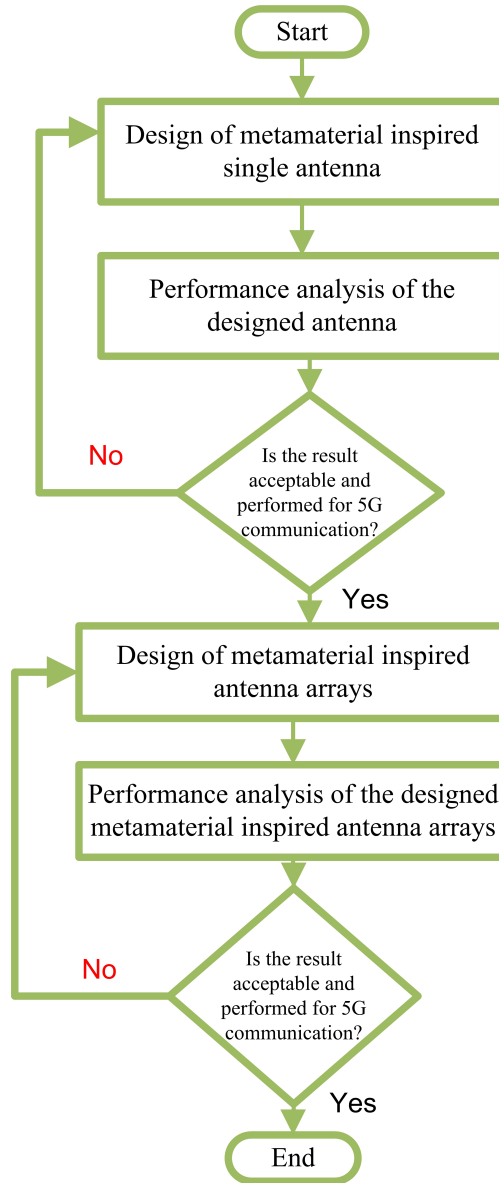 Start
Design of metamaterial inspired
single antenna
Performance analysis of the
designed antenna
Is the result
acceptable and
performed for 5G
communication?
No
Yes
Design of metamaterial inspired
antenna arrays
Performance analysis of the designed
metamaterial inspired antenna arrays
Is the result
acceptable and
performed for 5G
communication?
No
Yes
End